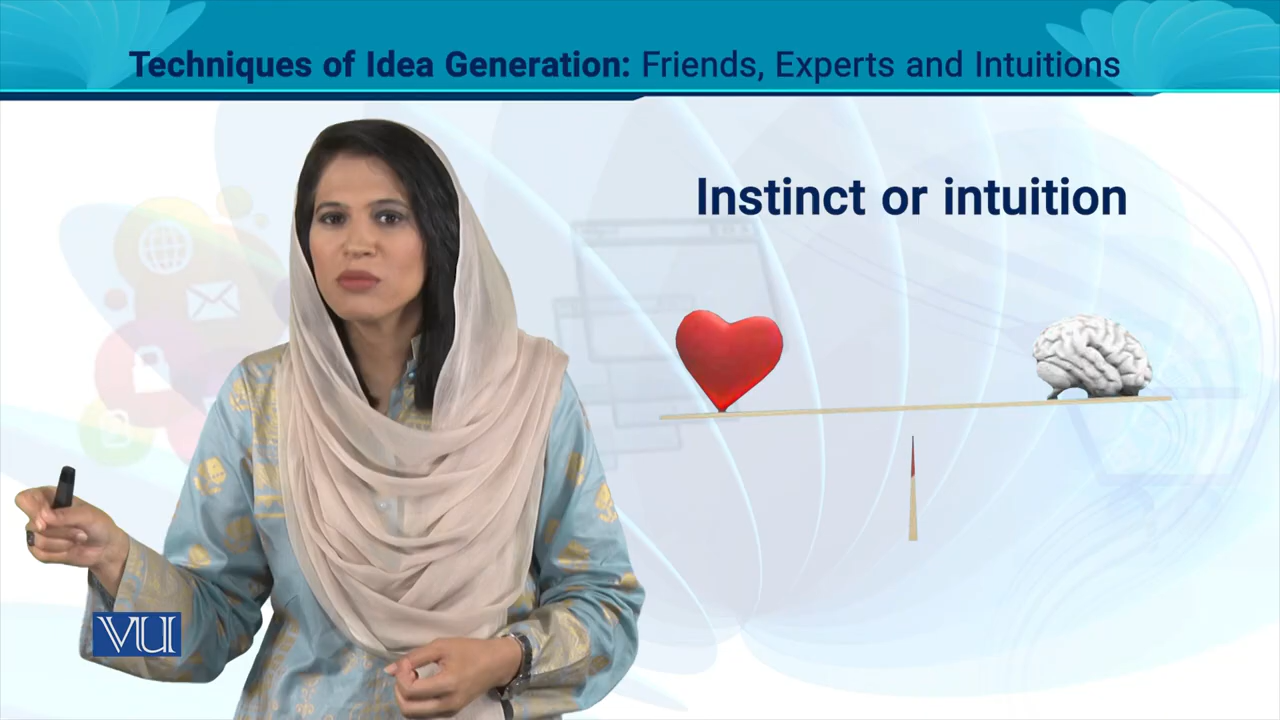 Techniques of Idea Generation: Friends, Experts and Intuitions
Instinct or intuition
VU